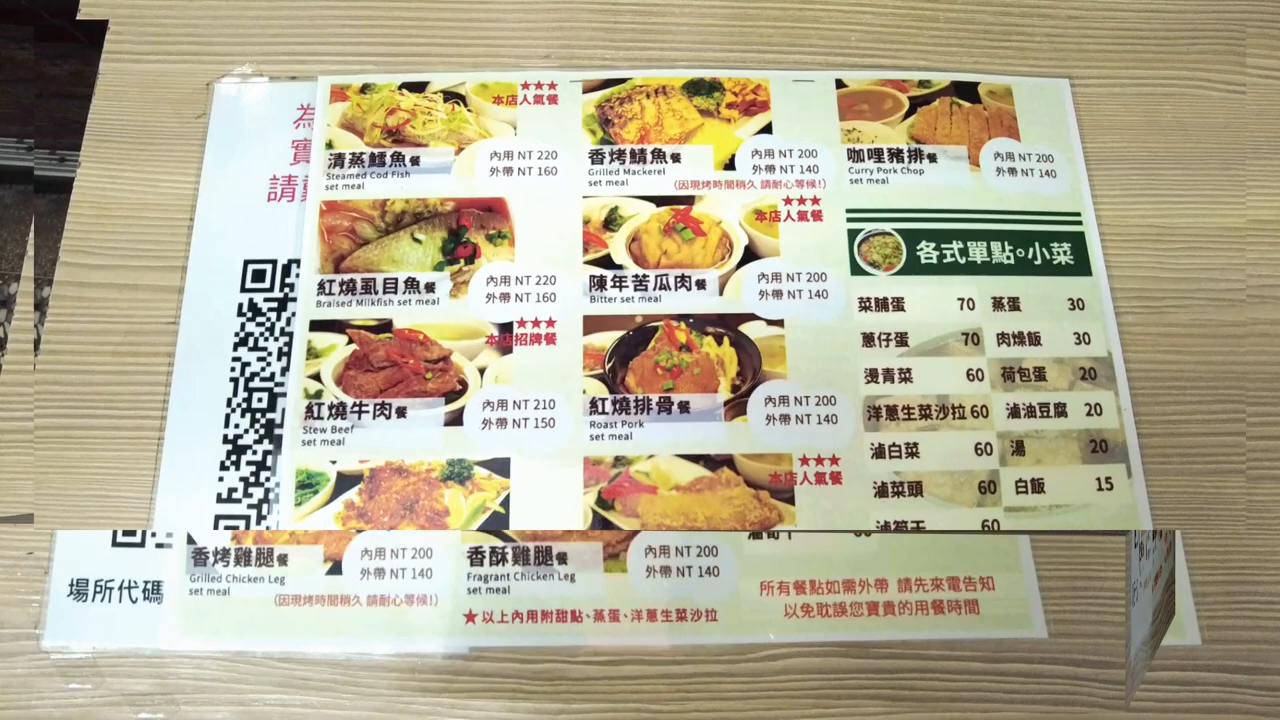 為
實
請
場所代碼
★★★
本店人氣餐
清蒸鱈魚餐
Steamed Cod Fish
set meal
內用 NT 220
外帶 NT 160
香烤鯖魚餐
Grilled Mackerel
set meal
內用 NT 200
外帶 NT 140
(因現烤時間稍久 請耐心等候!)
咖哩豬排餐
Curry Pork Chop
set meal
內用 NT 200
外帶 NT 140
紅燒虱目魚餐
Braised Milkfish set meal
內用 NT 220
外帶 NT 160
★★★
本店人氣餐
陳年苦瓜肉餐
Bitter set meal
內用 NT 200
外帶 NT 140
★★★
本店招牌餐
紅燒牛肉餐
Stew Beef
set meal
內用 NT 210
外帶 NT 150
紅燒排骨餐
Roast Pork
set meal
內用 NT 200
外帶 NT 140
香烤雞腿餐
Grilled Chicken Leg
set meal
內用 NT 200
外帶 NT 140
(因現烤時間稍久 請耐心等候!)
★★★
本店人氣餐
香酥雞腿餐
Fragrant Chicken Leg
set meal
內用 NT 200
外帶 NT 140
★以上內用附甜點、蒸蛋、洋蔥生菜沙拉
各式單點。小菜
菜脯蛋 70 蒸蛋 30
蔥仔蛋 70 肉燥飯 30
燙青菜 60 荷包蛋 20
洋蔥生菜沙拉 60 滷油豆腐 20
滷白菜 60 湯 20
滷菜頭 60 白飯 15
滷筍干 60
所有餐點如需外帶 請先來電告知
以免耽誤您寶貴的用餐時間